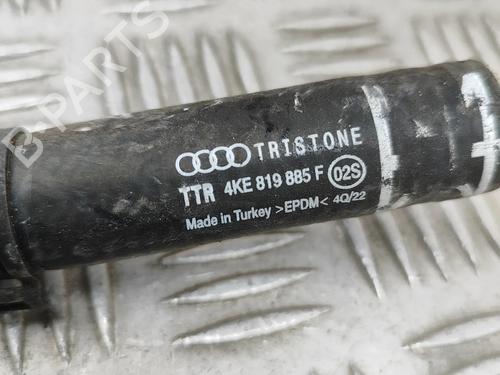 B PARTS
TRISTONE
TTR 4KE 819 885 F 02S
Made in Turkey >EPDM< 4Q/22